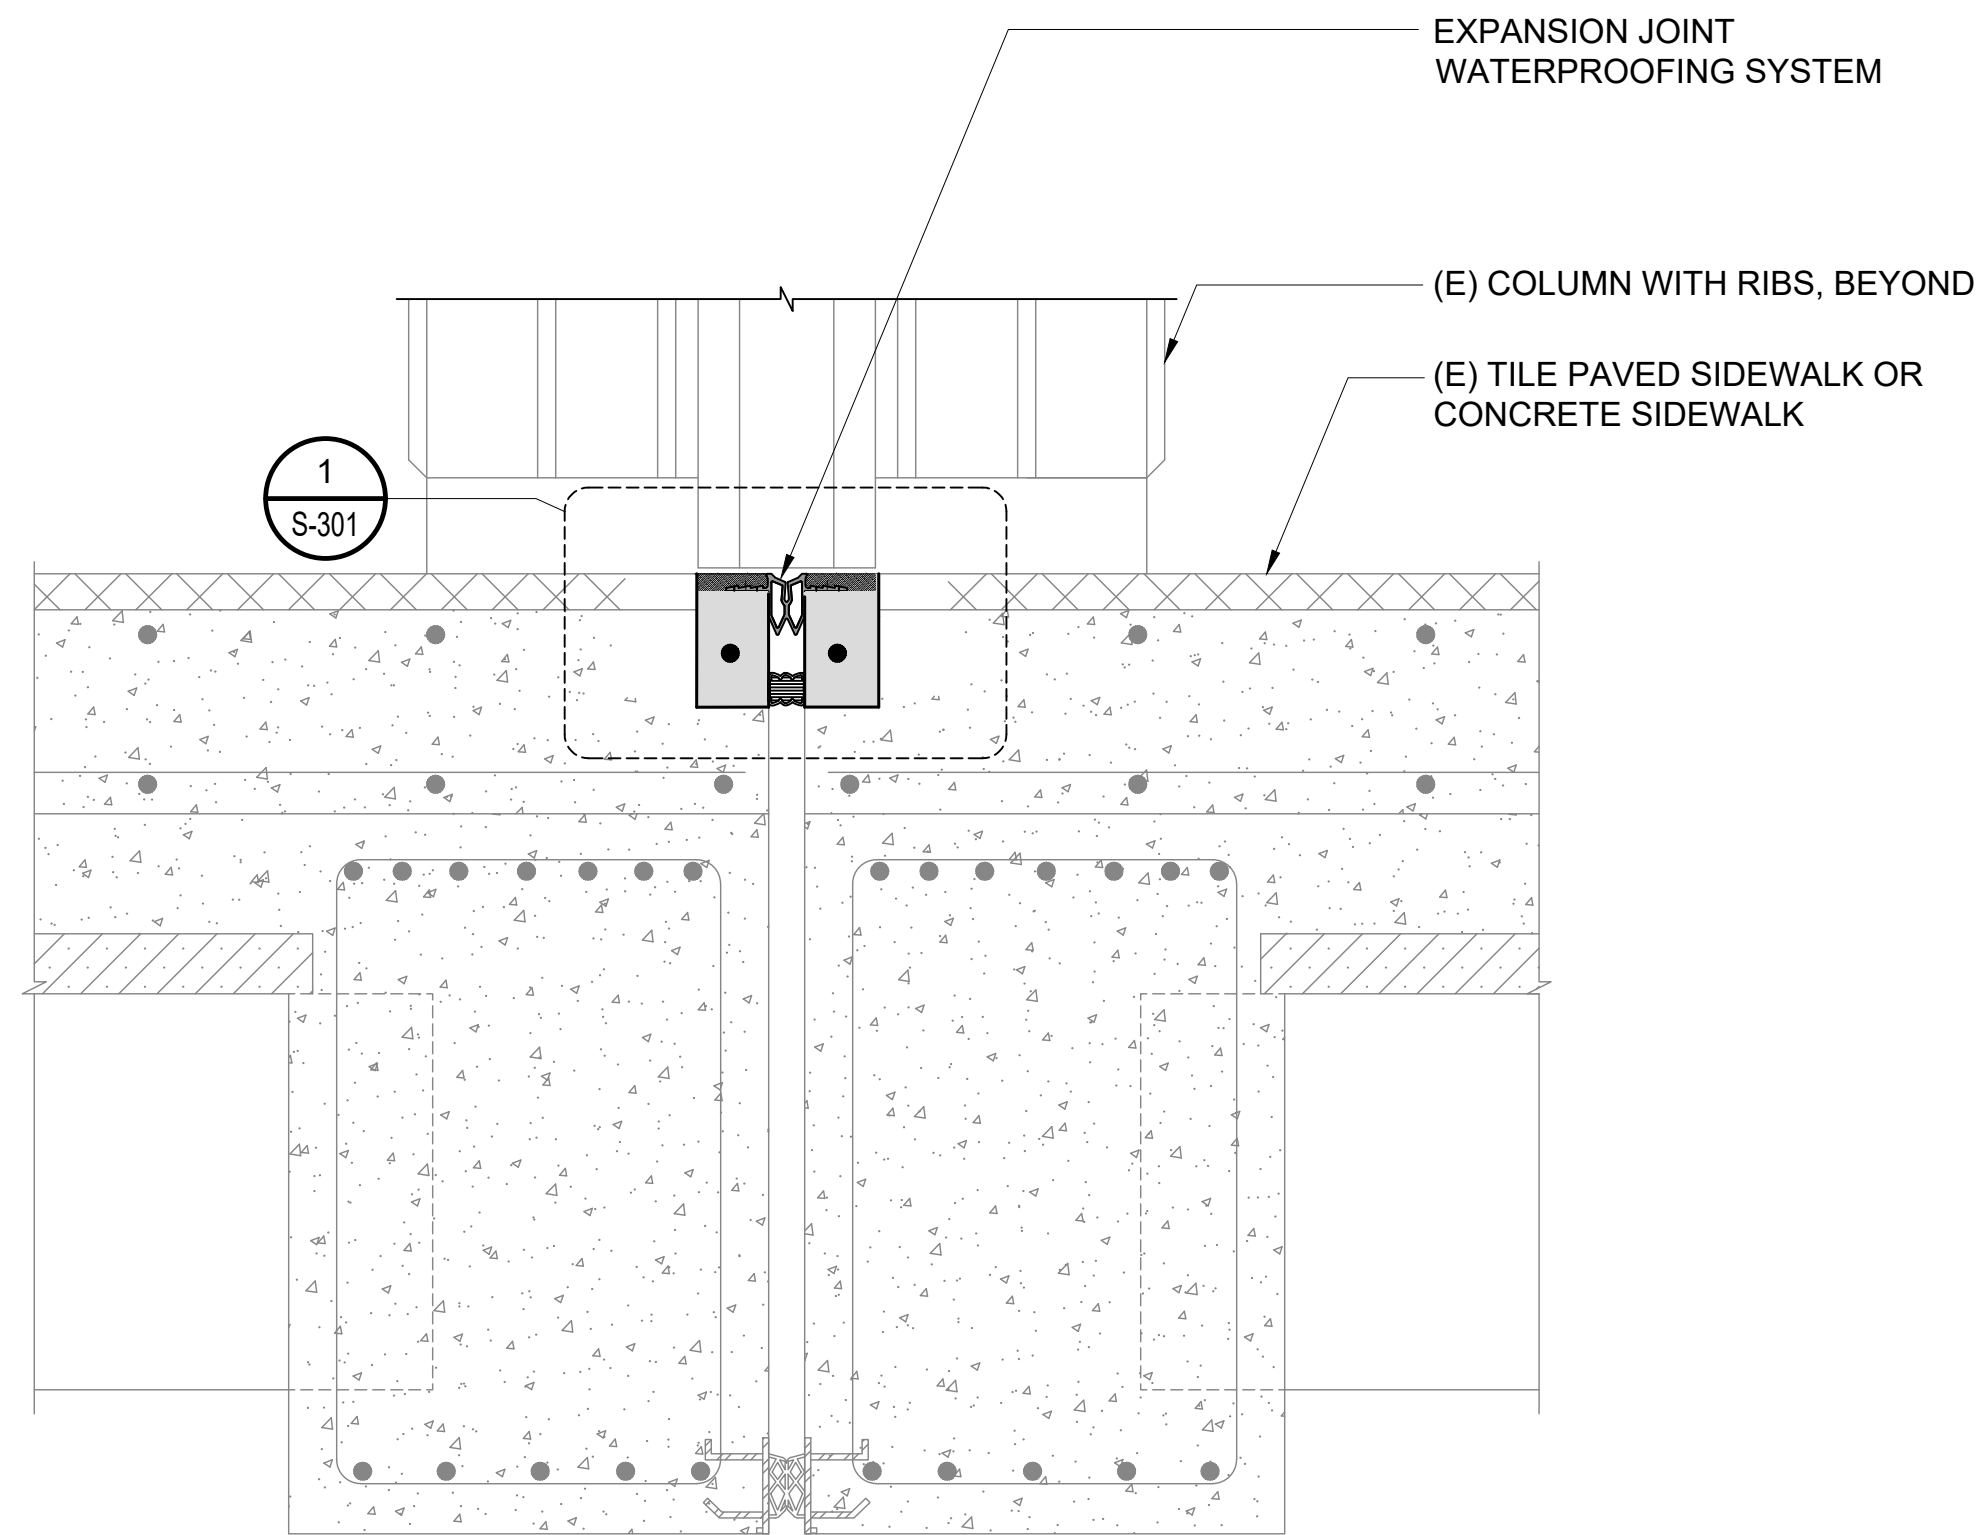 EXPANSION JOINT
WATERPROOFING SYSTEM
(E) COLUMN WITH RIBS, BEYOND
(E) TILE PAVED SIDEWALK OR
CONCRETE SIDEWALK
1
S-301